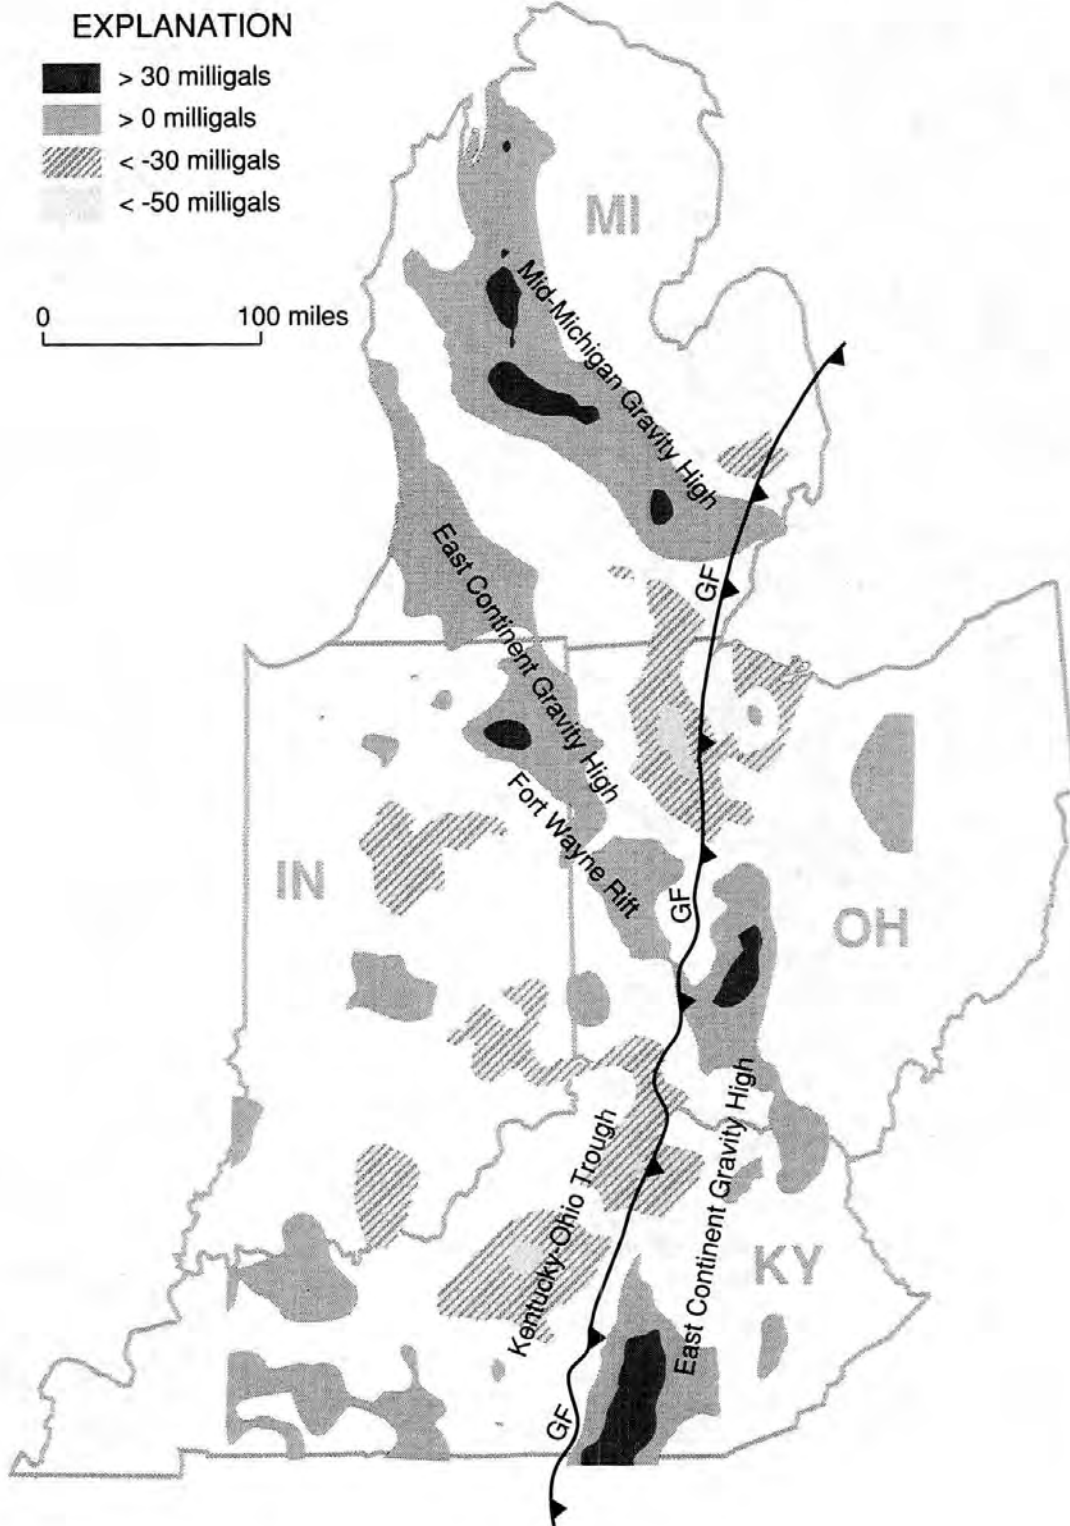 EXPLANATION
> 30 milligals
> 0 milligals
< -30 milligals
< -50 milligals
0 100 miles
MI
Mid-Michigan Gravity High
GF
East Continent Gravity High
Fort Wayne Rift
IN
GF
OH
Kentucky-Ohio Trough
East Continent Gravity High
KY
GF